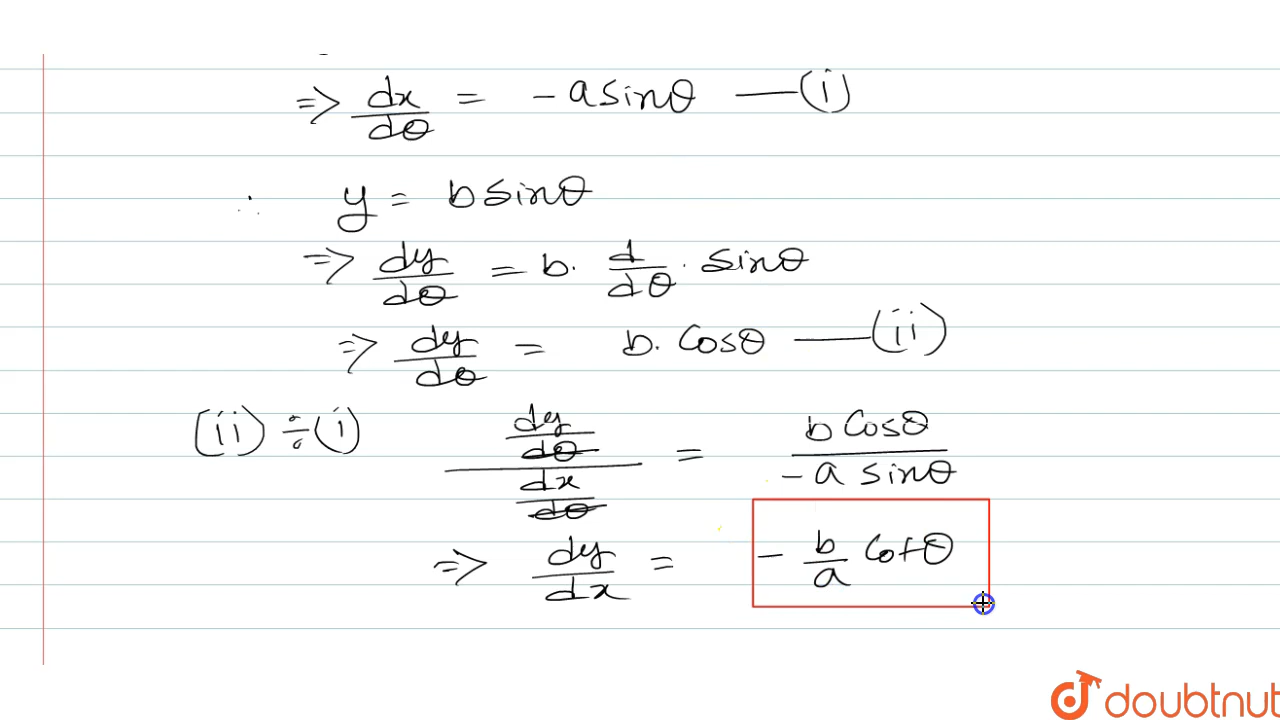 => dx/dθ = - a sinθ —(i)
∴ y = b sinθ
=> dy/dθ = b. d/dθ . sinθ
=> dy/dθ = b. Cosθ —(ii)
(ii) ÷ (i) (dy/dθ)/(dx/dθ) = b Cosθ/- a sinθ
=> dy/dx = - b/a Cotθ
doubtnut